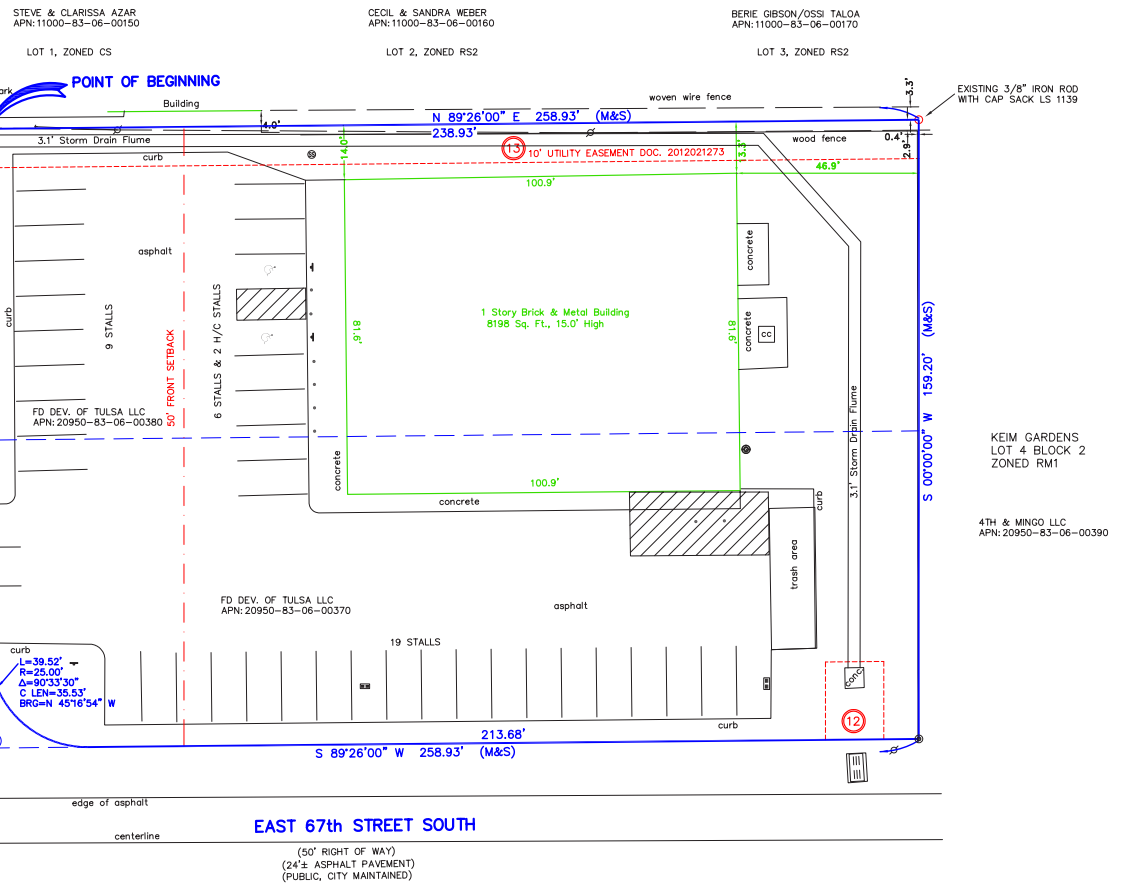 STEVE & CLARISSA AZAR
APN:11000-83-06-00150
LOT 1, ZONED CS
CECIL & SANDRA WEBER
APN:11000-83-06-00160
LOT 2, ZONED RS2
BERIE GIBSON/OSSI TALOA
APN:11000-83-06-00170
LOT 3, ZONED RS2
ark
POINT OF BEGINNING
Building
4.0'
woven wire fence
N 89°26'00" E 258.93' (M&S)
238.93'
3.3'
EXISTING 3/8" IRON ROD
WITH CAP SACK LS 1139
0.4'
2.9'
wood fence
3.1' Storm Drain Flume
curb
14.0'
13
10' UTILITY EASEMENT DOC. 2012021273
3.3'
46.9'
100.9'
asphalt
curb
9 STALLS
50' FRONT SETBACK
6 STALLS & 2 H/C STALLS
81.6'
1 Story Brick & Metal Building
8198 Sq. Ft., 15.0' High
81.6'
concrete
concrete
CC
S 00°00'00" W 159.20' (M&S)
3.1' Storm Drain Flume
FD DEV. OF TULSA LLC
APN:20950-83-06-00380
KEIM GARDENS
LOT 4 BLOCK 2
ZONED RM1
4TH & MINGO LLC
APN:20950-83-06-00390
concrete
100.9'
concrete
curb
trash area
FD DEV. OF TULSA LLC
APN:20950-83-06-00370
asphalt
19 STALLS
curb
L=39.52'
R=25.00'
Δ=90°33'30"
C LEN=35.53'
BRG=N 45°16'54" W
conc.
12
curb
213.68'
S 89°26'00" W 258.93' (M&S)
edge of asphalt
centerline
EAST 67th STREET SOUTH
(50' RIGHT OF WAY)
(24'± ASPHALT PAVEMENT)
(PUBLIC, CITY MAINTAINED)